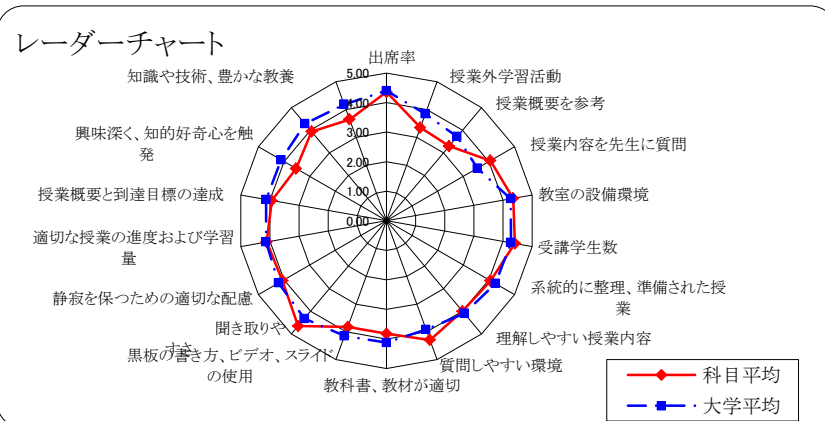 レーダーチャート
出席率
授業外学習活動
授業概要を参考
授業内容を先生に質問
教室の設備環境
受講学生数
系統的に整理、準備された授
業
理解しやすい授業内容
質問しやすい環境
教科書、教材が適切
黒板の書き方、ビデオ、スライド
の使用
聞き取りや
すさ
静寂を保つための適切な配慮
適切な授業の進度および学習
量
授業概要と到達目標の達成
興味深く、知的好奇心を触
発
知識や技術、豊かな教養
5.00
4.00
3.00
2.00
1.00
0.00
科目平均
大学平均